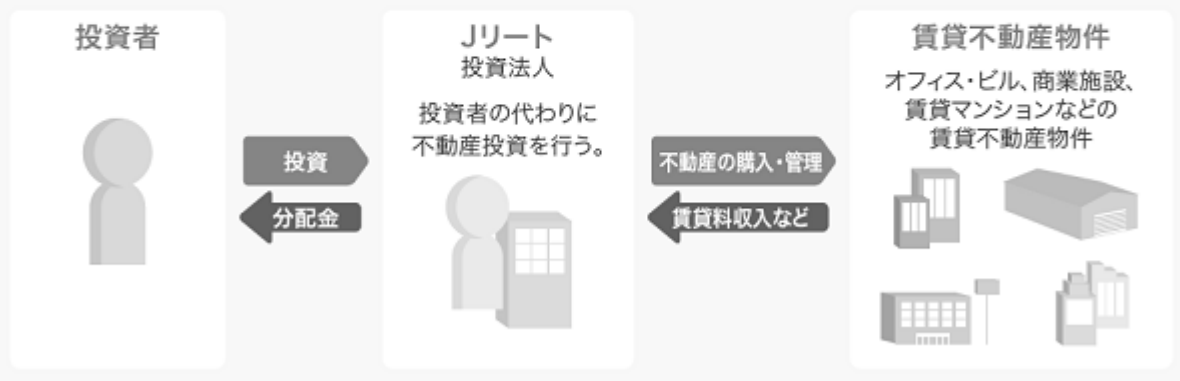 投資者
Jリート
投資法人
投資者の代わりに
不動産投資を行う。
賃貸不動産物件
オフィス・ビル、商業施設、
賃貸マンションなどの
賃貸不動産物件
投資
分配金
不動産の購入・管理
賃貸料収入など